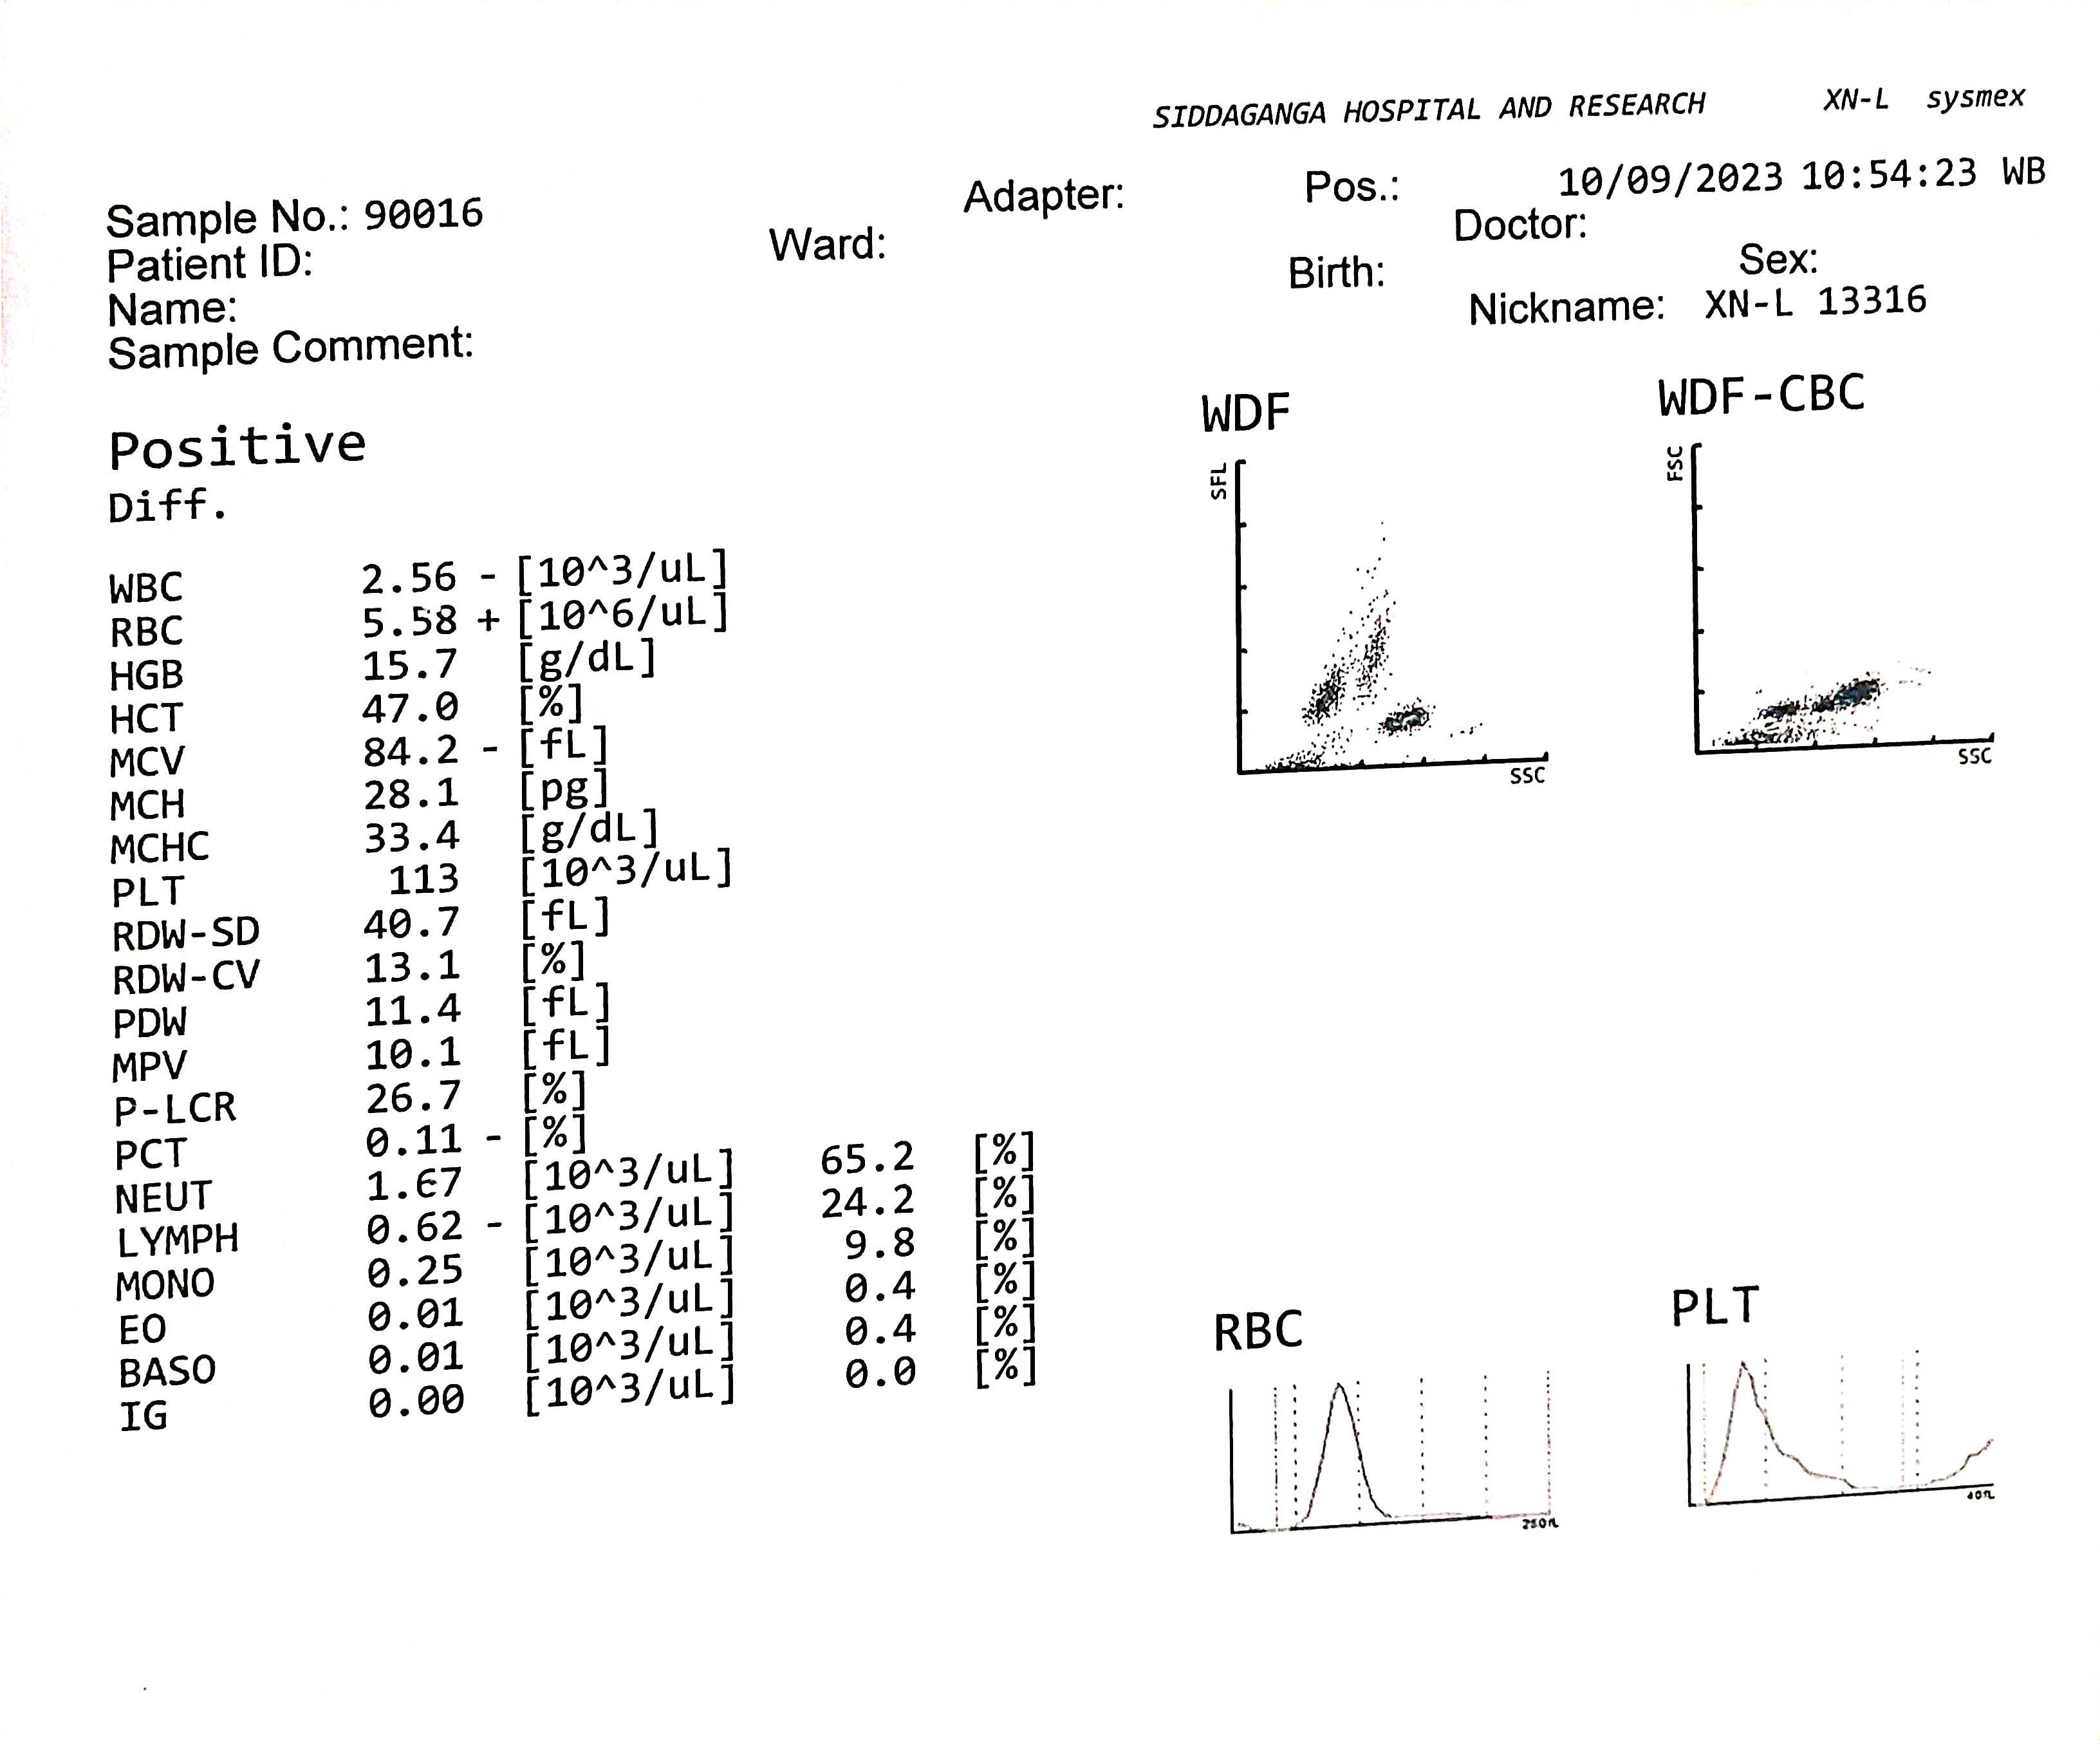 SIDDAGANGA HOSPITAL AND RESEARCH XN-L sysmex
Sample No.: 90016 Adapter: Pos.: 10/09/2023 10:54:23 WB
Patient ID: Ward: Doctor:
Name: Birth: Sex:
Sample Comment: Nickname: XN-L 13316
Positive
Diff.
WDF WDF-CBC
SFL FSC
SSC SSC
WBC 2.56 - [10^3/uL]
RBC 5.58 + [10^6/uL]
HGB 15.7 [g/dL]
HCT 47.0 [%]
MCV 84.2 - [fL]
MCH 28.1 [pg]
MCHC 33.4 [g/dL]
PLT 113 [10^3/uL]
RDW-SD 40.7 [fL]
RDW-CV 13.1 [%]
PDW 11.4 [fL]
MPV 10.1 [fL]
P-LCR 26.7 [%]
PCT 0.11 - [%]
NEUT 1.67 [10^3/uL] 65.2 [%]
LYMPH 0.62 - [10^3/uL] 24.2 [%]
MONO 0.25 [10^3/uL] 9.8 [%]
EO 0.01 [10^3/uL] 0.4 [%]
BASO 0.01 [10^3/uL] 0.4 [%]
IG 0.00 [10^3/uL] 0.0 [%]
RBC PLT